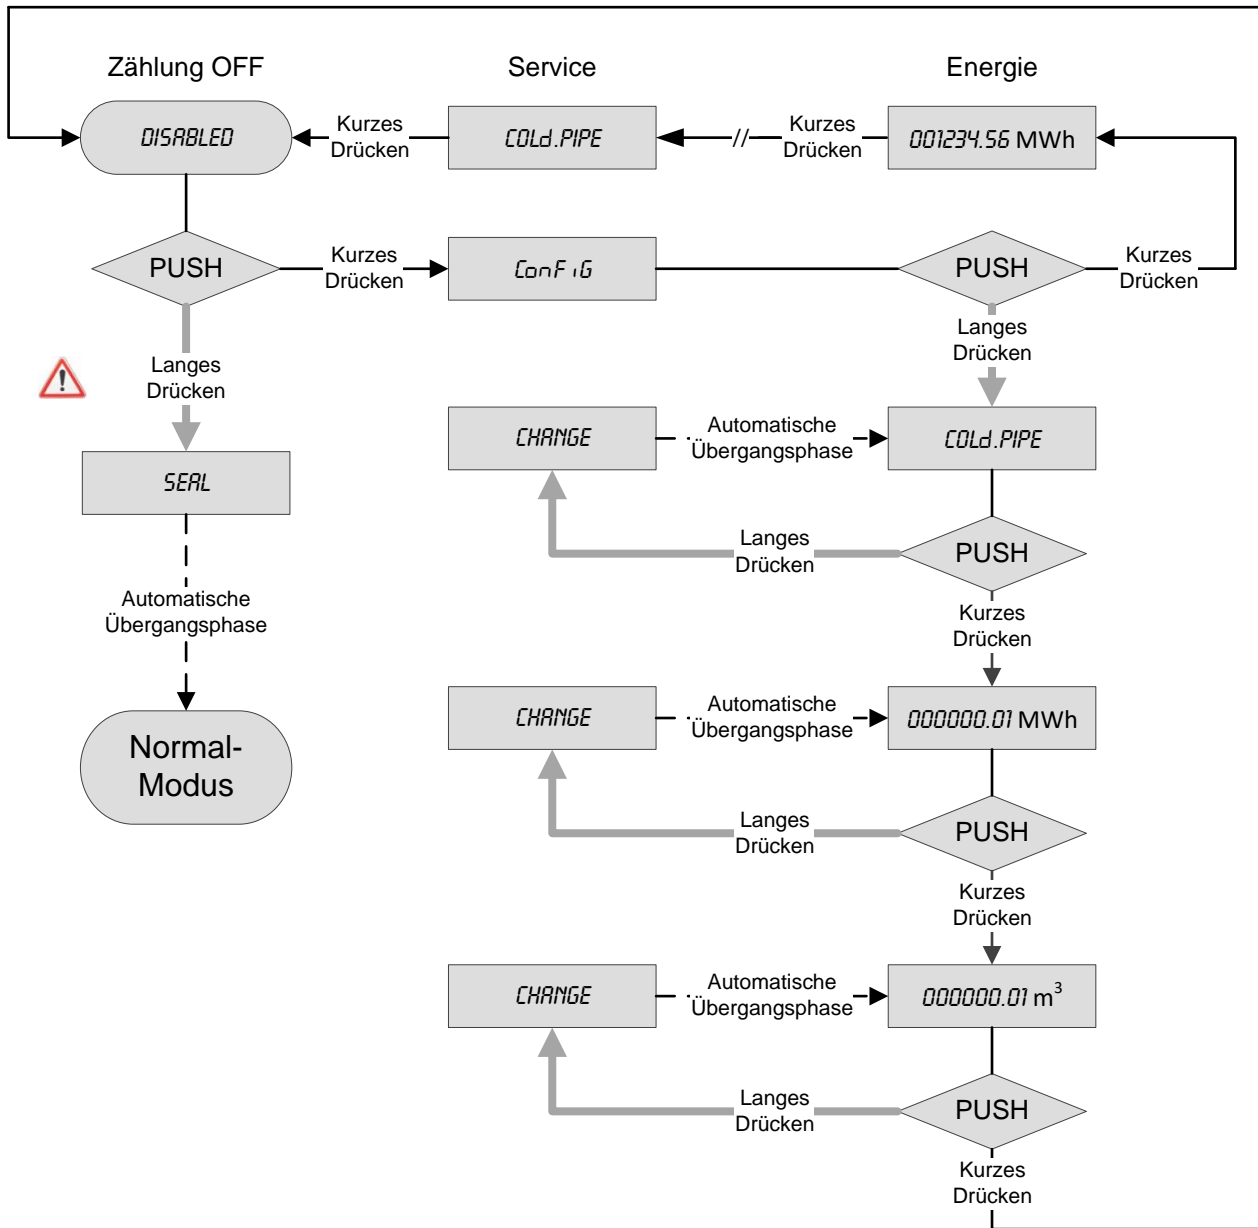 Zählung OFF
Service
Energie
DISABLED
Kurzes
Drücken
COLd.PIPE
//
Kurzes
Drücken
001234.56 MWh
PUSH
Kurzes
Drücken
ConFiG
PUSH
Kurzes
Drücken
Langes
Drücken
Langes
Drücken
!
CHANGE
Automatische
Übergangsphase
COLd.PIPE
SEAL
Langes
Drücken
PUSH
Automatische
Übergangsphase
Kurzes
Drücken
CHANGE
Automatische
Übergangsphase
000000.01 MWh
Normal-
Modus
Langes
Drücken
PUSH
Kurzes
Drücken
CHANGE
Automatische
Übergangsphase
000000.01 m³
Langes
Drücken
PUSH
Kurzes
Drücken